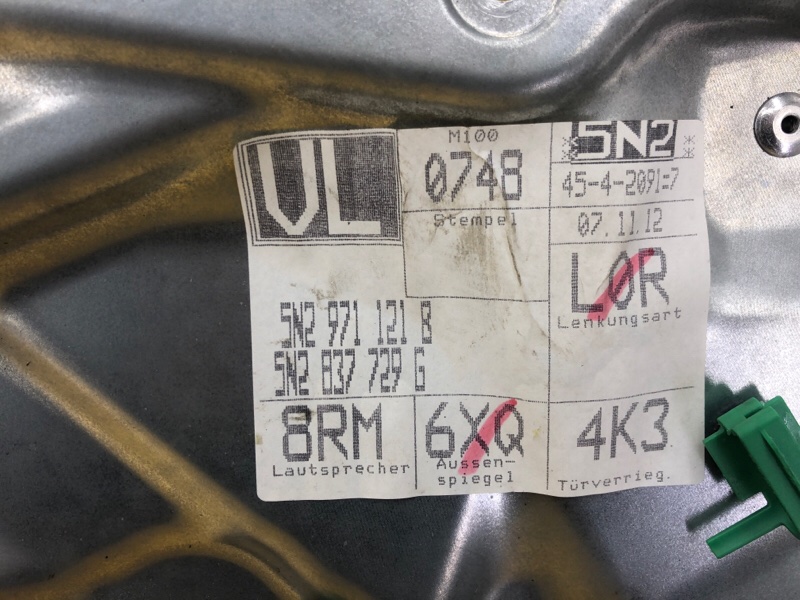 VL
M100
0748
Stempel
5N2
45-4-2091-7
07.11.12
L0R
Lenkungsart
5N2 971 121 B
5N2 837 729 G
8RM
Lautsprecher
6XQ
Aussen-
spiegel
4K3
Türverrieg.